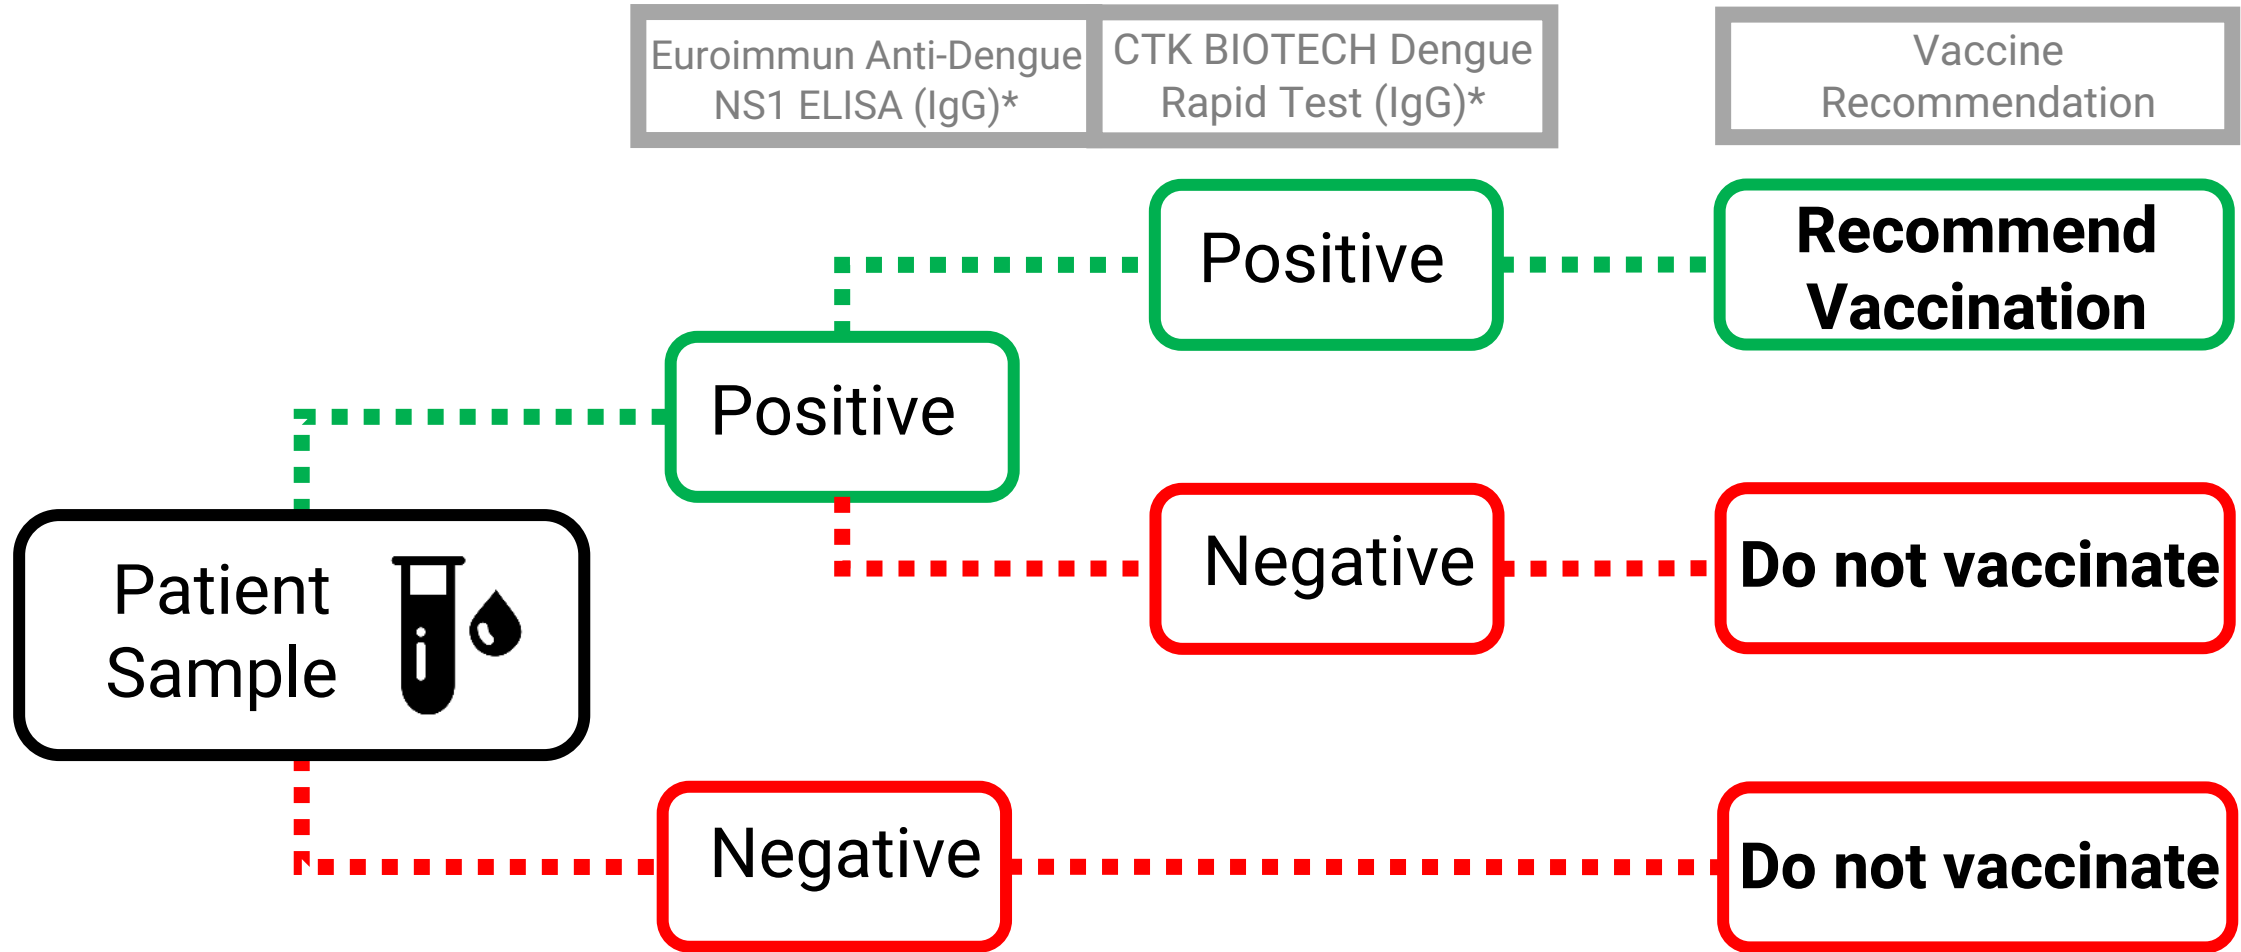 Euroimmun Anti-Dengue
NS1 ELISA (IgG)*
CTK BIOTECH Dengue
Rapid Test (IgG)*
Vaccine
Recommendation
Positive
Recommend
Vaccination
Positive
Negative
Do not vaccinate
Patient
Sample
Negative
Do not vaccinate